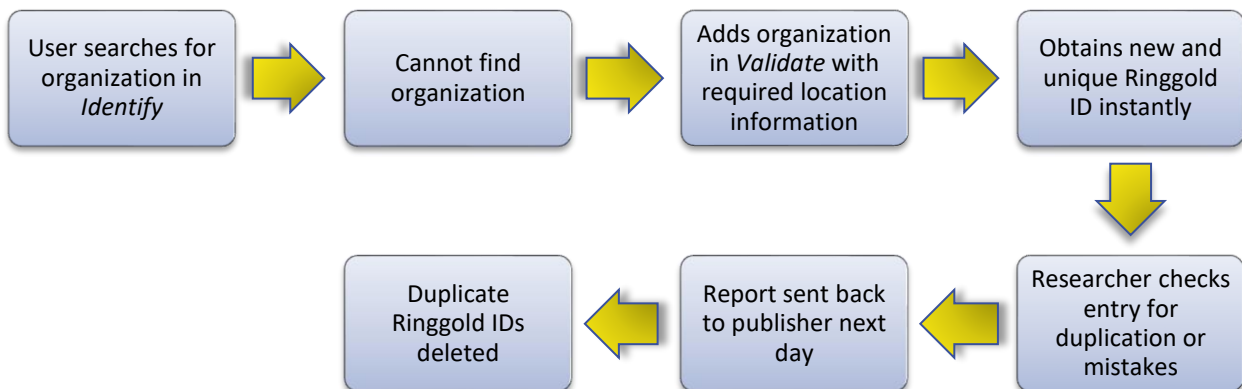 User searches for
organization in
Identify
Cannot find
organization
Adds organization
in Validate with
required location
information
Obtains new and
unique Ringgold
ID instantly
Researcher checks
entry for
duplication or
mistakes
Report sent back
to publisher next
day
Duplicate
Ringgold IDs
deleted